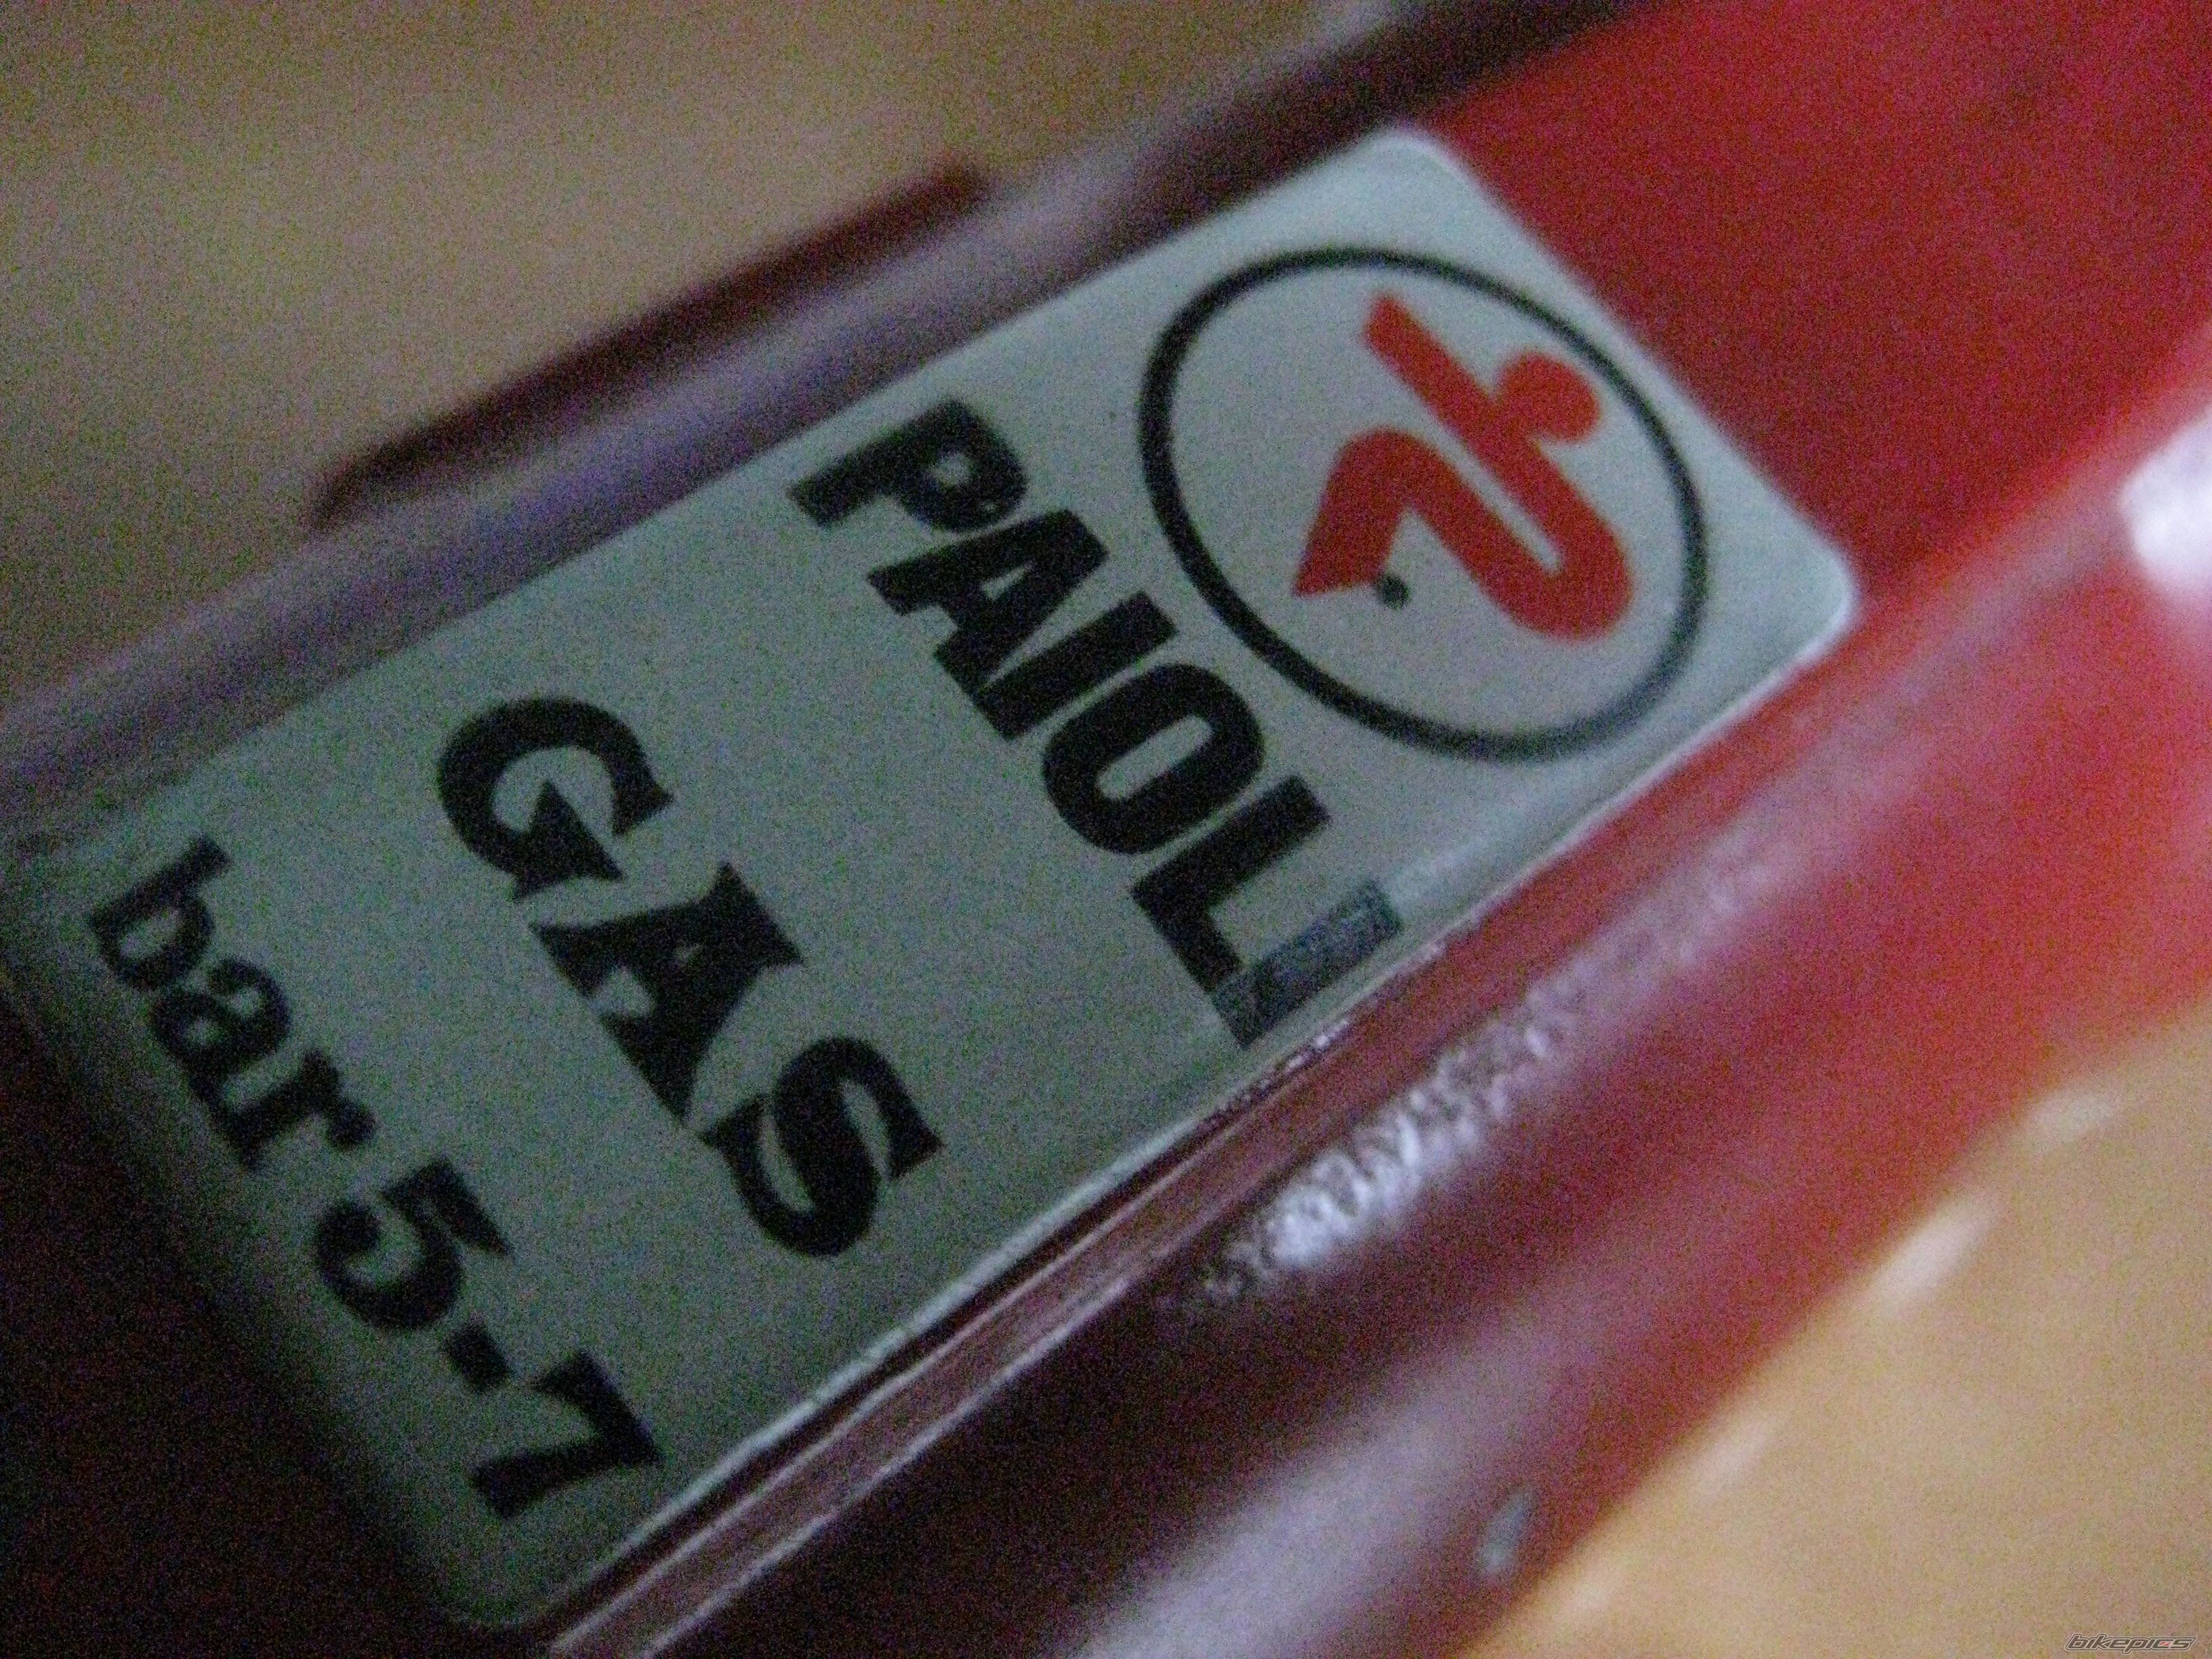 PAIOLI
GAS
bar 5-7
bikepics